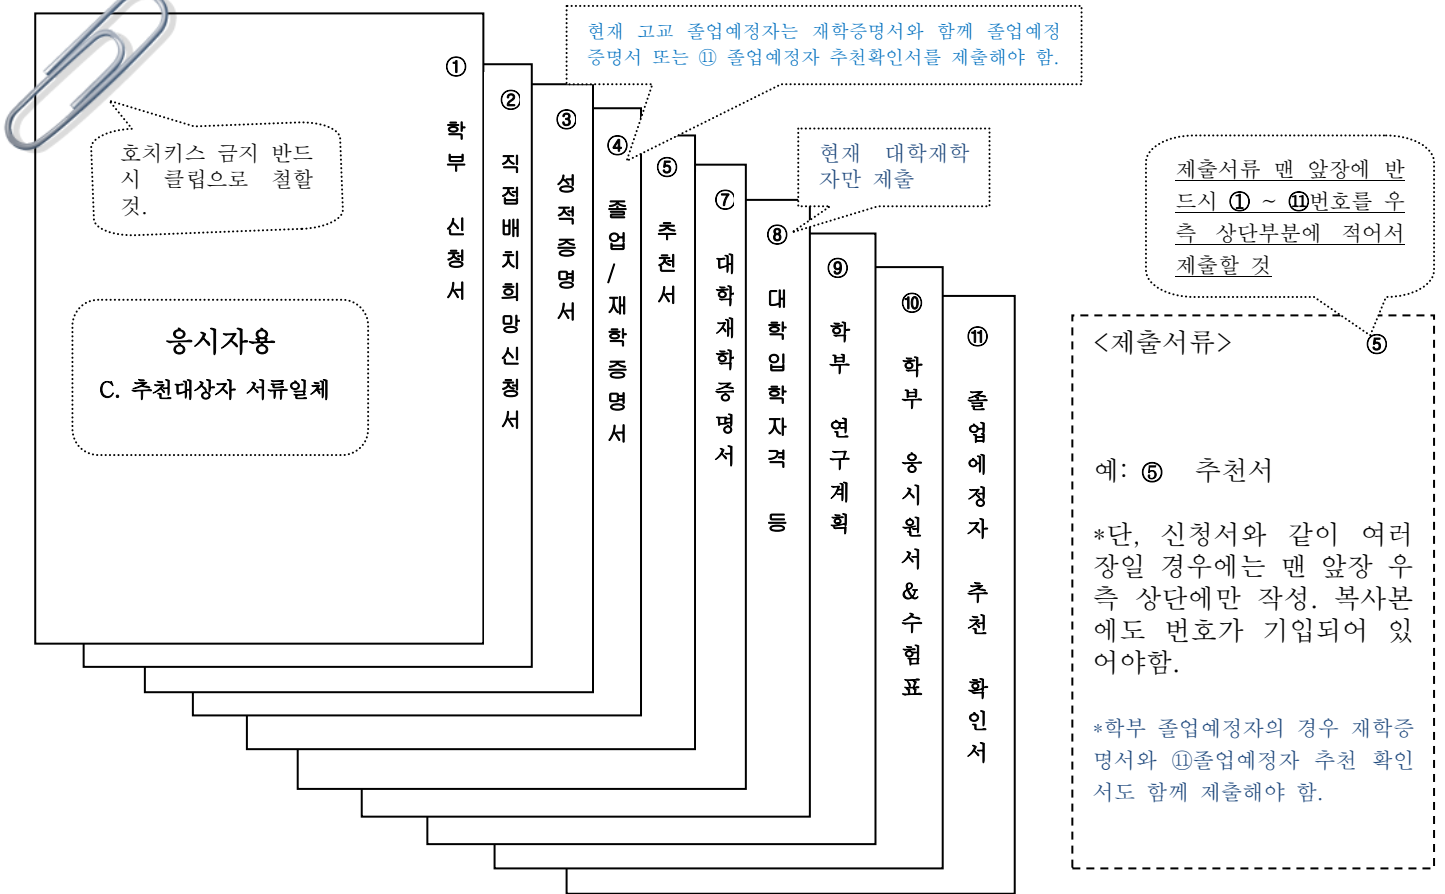 현재 고교 졸업예정자는 재학증명서와 함께 졸업예정
증명서 또는 ⑪ 졸업예정자 추천확인서를 제출해야 함.
호치키스 금지 반드
시 클립으로 철할
것.
응시자용
C. 추천대상자 서류일체
① 학부 신청서
② 직접배치희망신청서
③ 성적증명서
④ 졸업/재학증명서
⑤ 추천서
⑦ 대학재학증명서
현재 대학재학
자만 제출
⑧ 대학입학자격 등
⑨ 학부 연구계획
⑩ 학부 응시원서&수험표
⑪ 졸업에정자 추천 확인서
제출서류 맨 앞장에 반
드시 ① ~ ⑪번호를 우
측 상단부분에 적어서
제출할 것
<제출서류> ⑤
예: ⑤ 추천서
*단, 신청서와 같이 여러
장일 경우에는 맨 앞장 우
측 상단에만 작성. 복사본
에도 번호가 기입되어 있
어야함.
*학부 졸업예정자의 경우 재학증
명서와 ⑪졸업예정자 추천 확인
서도 함께 제출해야 함.